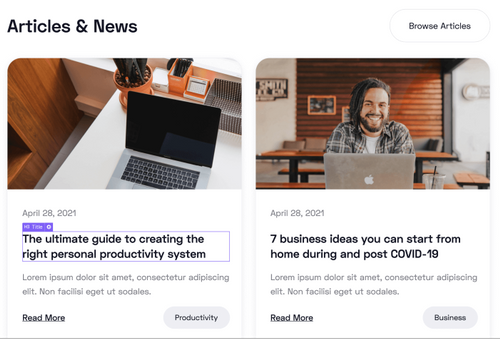 Articles & News
Browse Articles
April 28, 2021
Title
The ultimate guide to creating the
right personal productivity system
Lorem ipsum dolor sit amet, consectetur adipiscing
elit. Non facilisi eget ut sodales.
Read More
Productivity
April 28, 2021
7 business ideas you can start from
home during and post COVID-19
Lorem ipsum dolor sit amet, consectetur adipiscing
elit. Non facilisi eget ut sodales.
Read More
Business